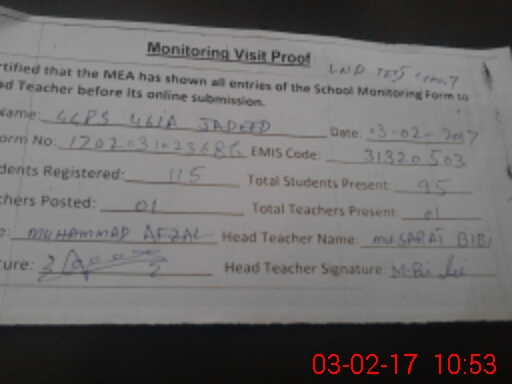 Monitoring Visit Proof
rtified that the MEA has shown all entries of the School Monitoring Form to
d Teacher before its online submission.
Name: GGPS JADEED Date: 03-02-2017
orm No: EMIS Code: 31320503
dents Registered: 115 Total Students Present 95
chers Posted: 01 Total Teachers Present: 01
e: MUHAMMAD AFZAL Head Teacher Name: MUSARAT BIBI
ture: Head Teacher Signature:
03-02-17 10:53